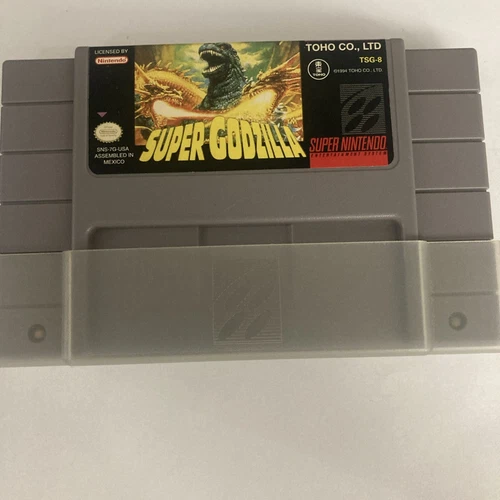 LICENSED BY
Nintendo
TOHO CO., LTD
TSG-8
TOHO
©1994 TOHO CO., LTD
SUPER GODZILLA
SNS-7G-USA
ASSEMBLED IN
MEXICO
SUPER NINTENDO
ENTERTAINMENT SYSTEM